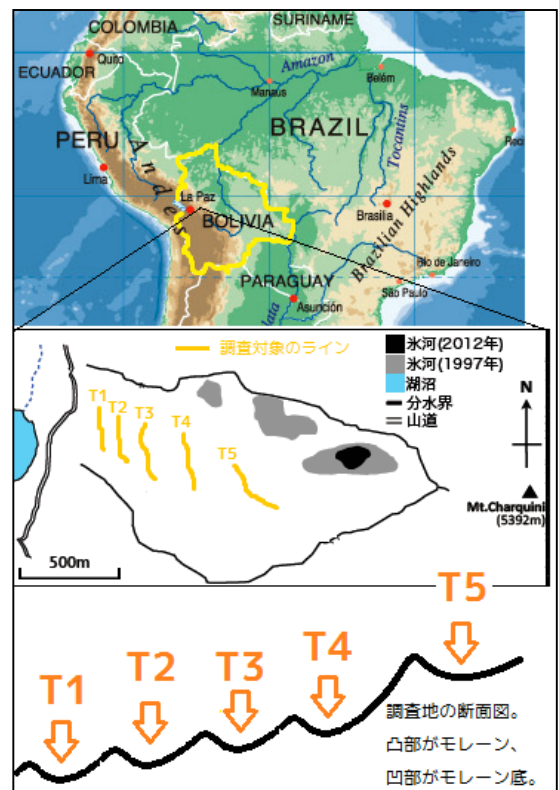 COLOMBIA
SURINAME
Quito
ECUADOR
Amazon
Belém
Manaus
PERU
Andes
BRAZIL
Tocantins
Rec
Lima
La Paz
BOLIVIA
Brasilia
Brazilian Highlands
PARAGUAY
Rio de Janeiro
São Paulo
Asunción
lata
調査対象のライン
氷河(2012年)
氷河(1997年)
湖沼
分水界
山道
N
T1
T2
T3
T4
T5
Mt.Charquini
(5392m)
500m
T5
T4
T3
T2
T1
調査地の断面図。
凸部がモレーン、
凹部がモレーン底。